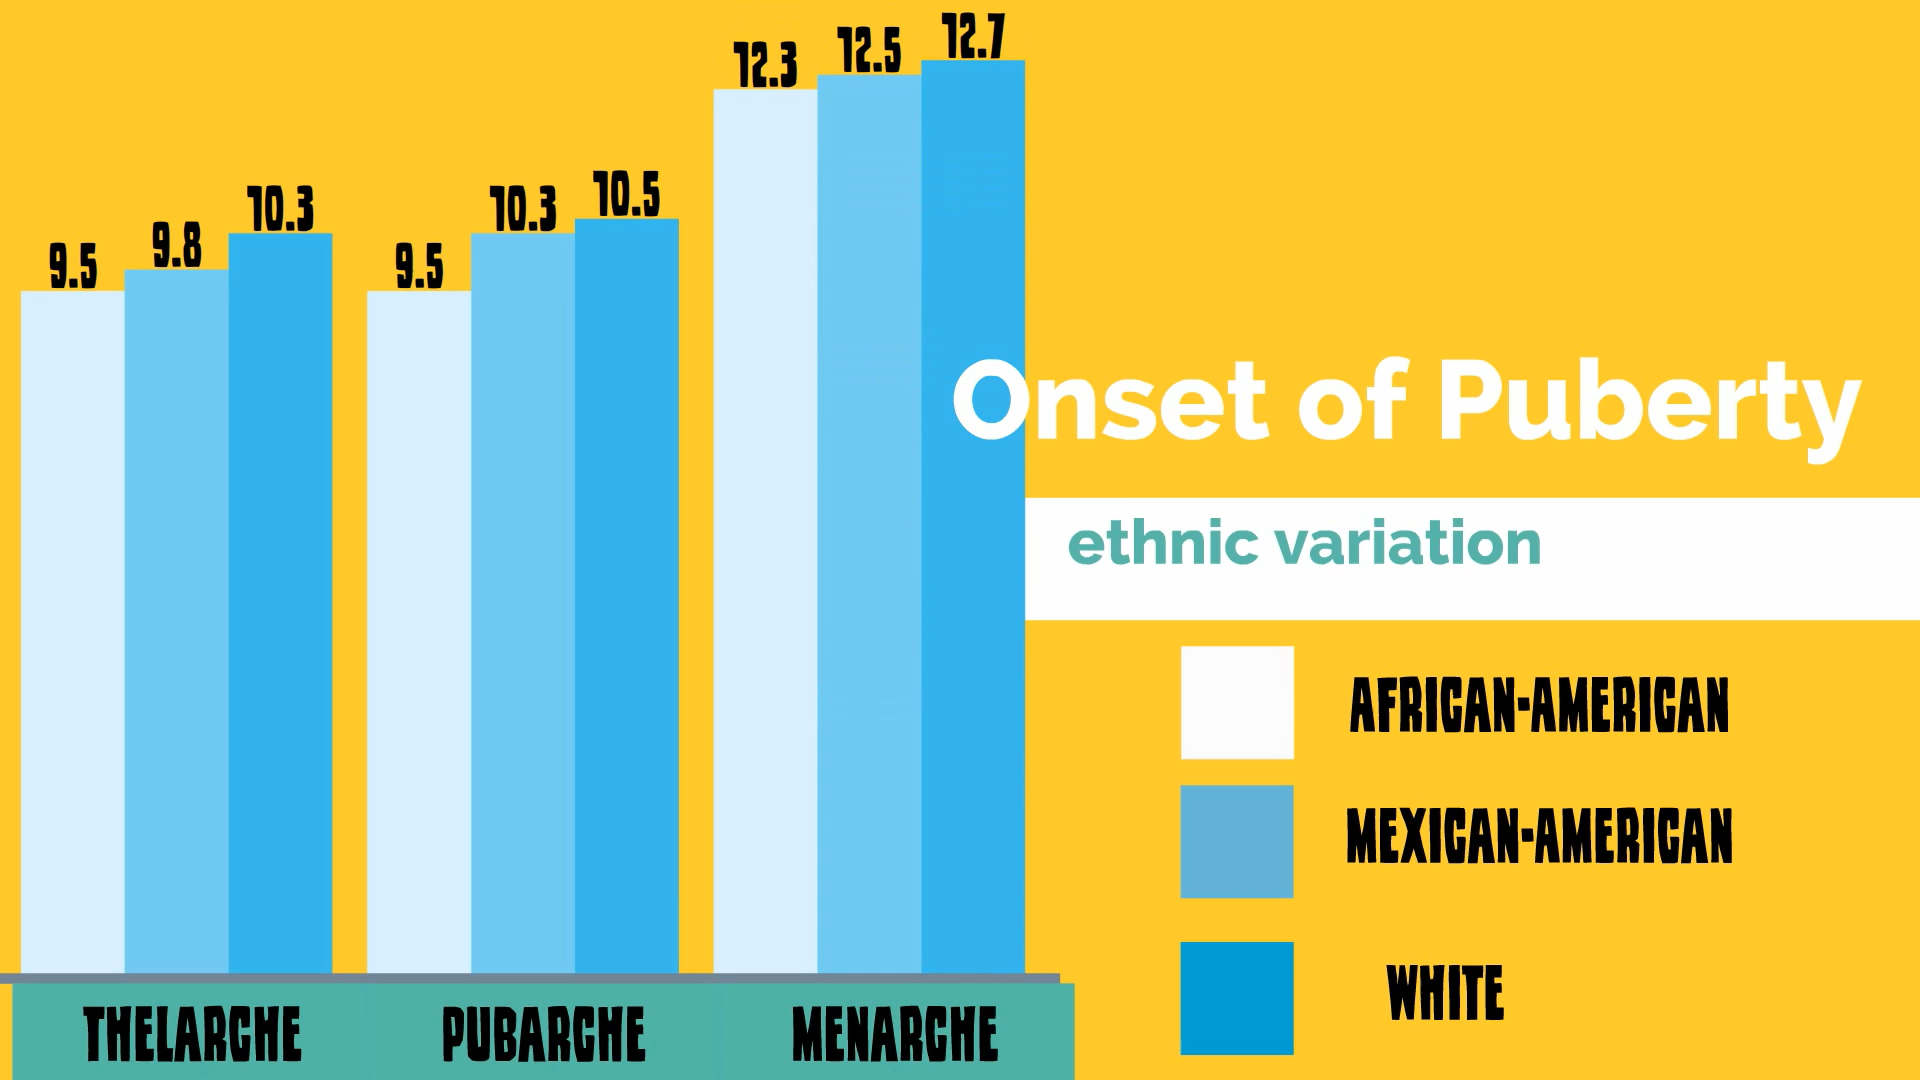 12.3 12.5 12.7
9.5 9.8 10.3 9.5 10.3 10.5
Onset of Puberty
ethnic variation
AFRICAN-AMERICAN
MEXICAN-AMERICAN
WHITE
THELARCHE PUBARCHE MENARCHE